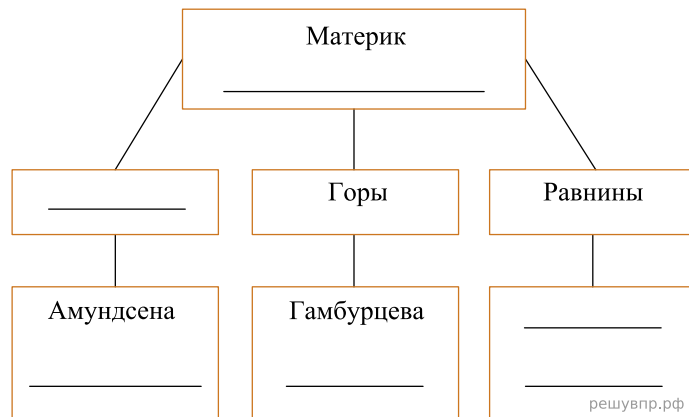 Материк
Горы
Равнины
Амундсена
Гамбурцева
решувпр.рф